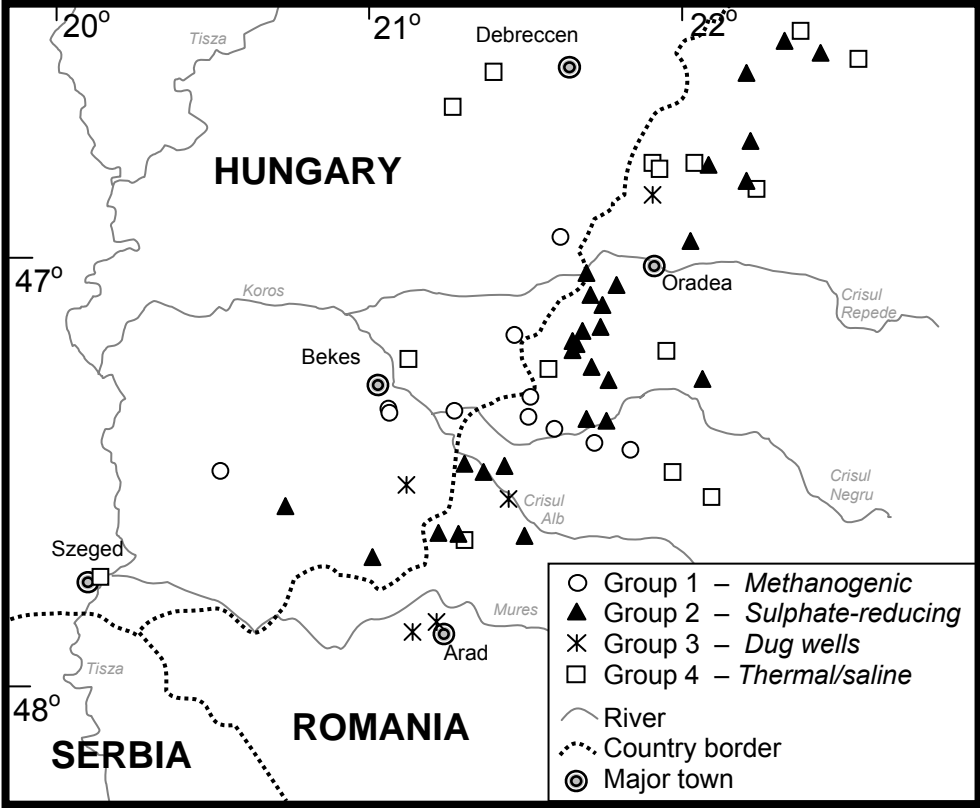 20°
21°
22°
Tisza
Debreccen
HUNGARY
47°
Oradea
Koros
Crisul
Repede
Bekes
Crisul
Negru
Crisul
Alb
Szeged
Mures
Arad
Tisza
48°
ROMANIA
SERBIA
Group 1 – Methanogenic
Group 2 – Sulphate-reducing
Group 3 – Dug wells
Group 4 – Thermal/saline
River
Country border
Major town